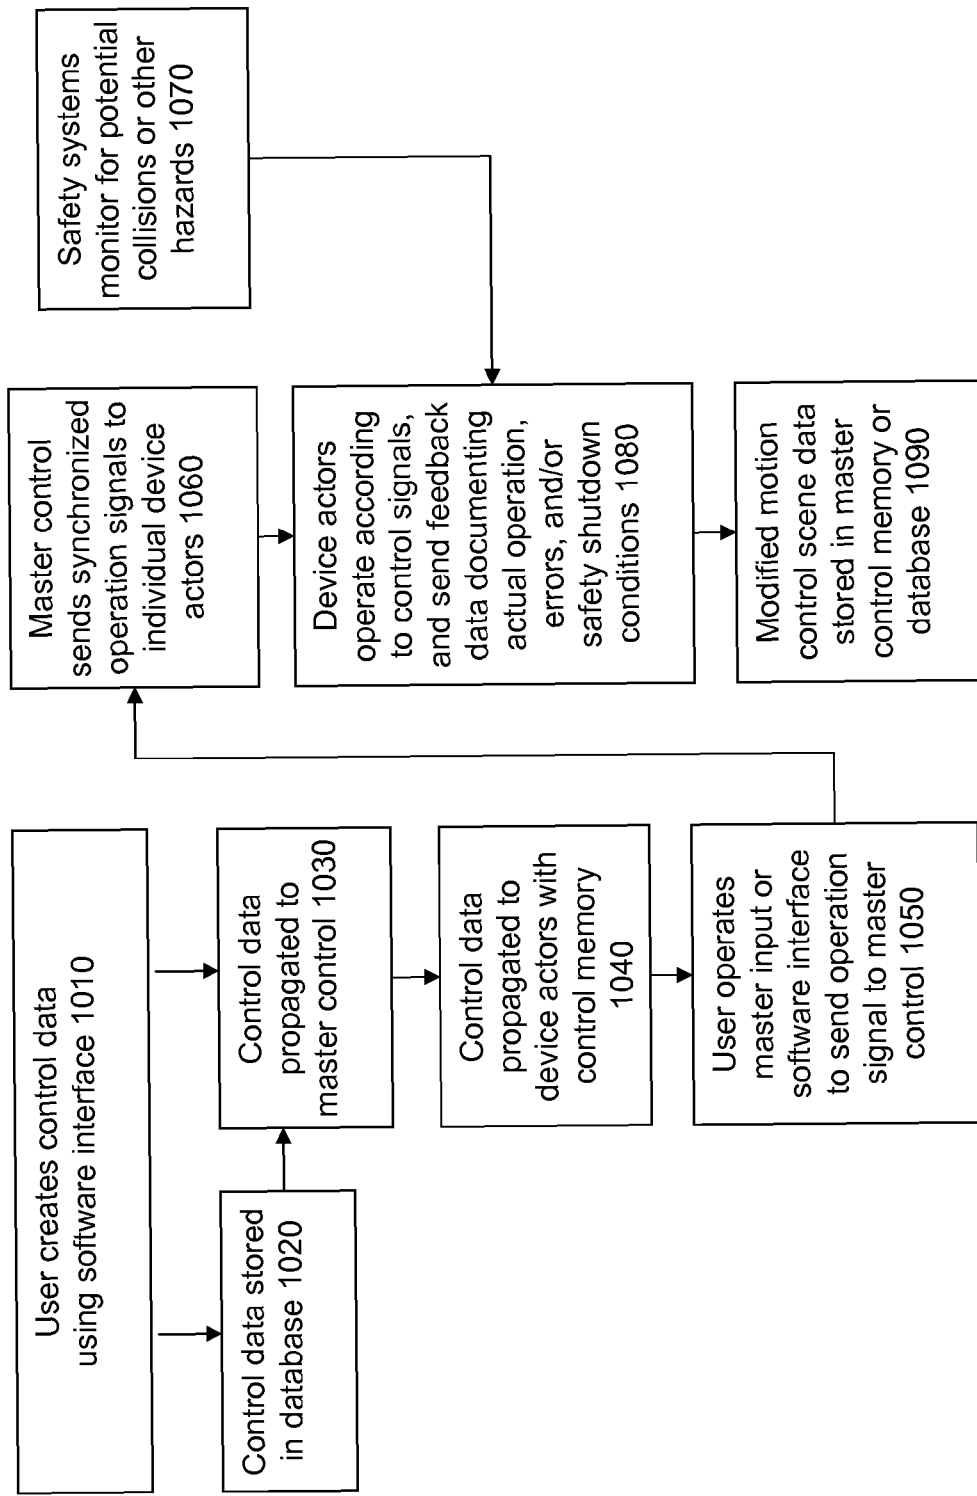 User creates control data
using software interface 1010
Control data stored
in database 1020
Control data
propagated to
master control 1030
Control data
propagated to
device actors with
control memory
1040
User operates
master input or
software interface
to send operation
signal to master
control 1050
Master control
sends synchronized
operation signals to
individual device
actors 1060
Safety systems
monitor for potential
collisions or other
hazards 1070
Device actors
operate according
to control signals,
and send feedback
data documenting
actual operation,
errors, and/or
safety shutdown
conditions 1080
Modified motion
control scene data
stored in master
control memory or
database 1090